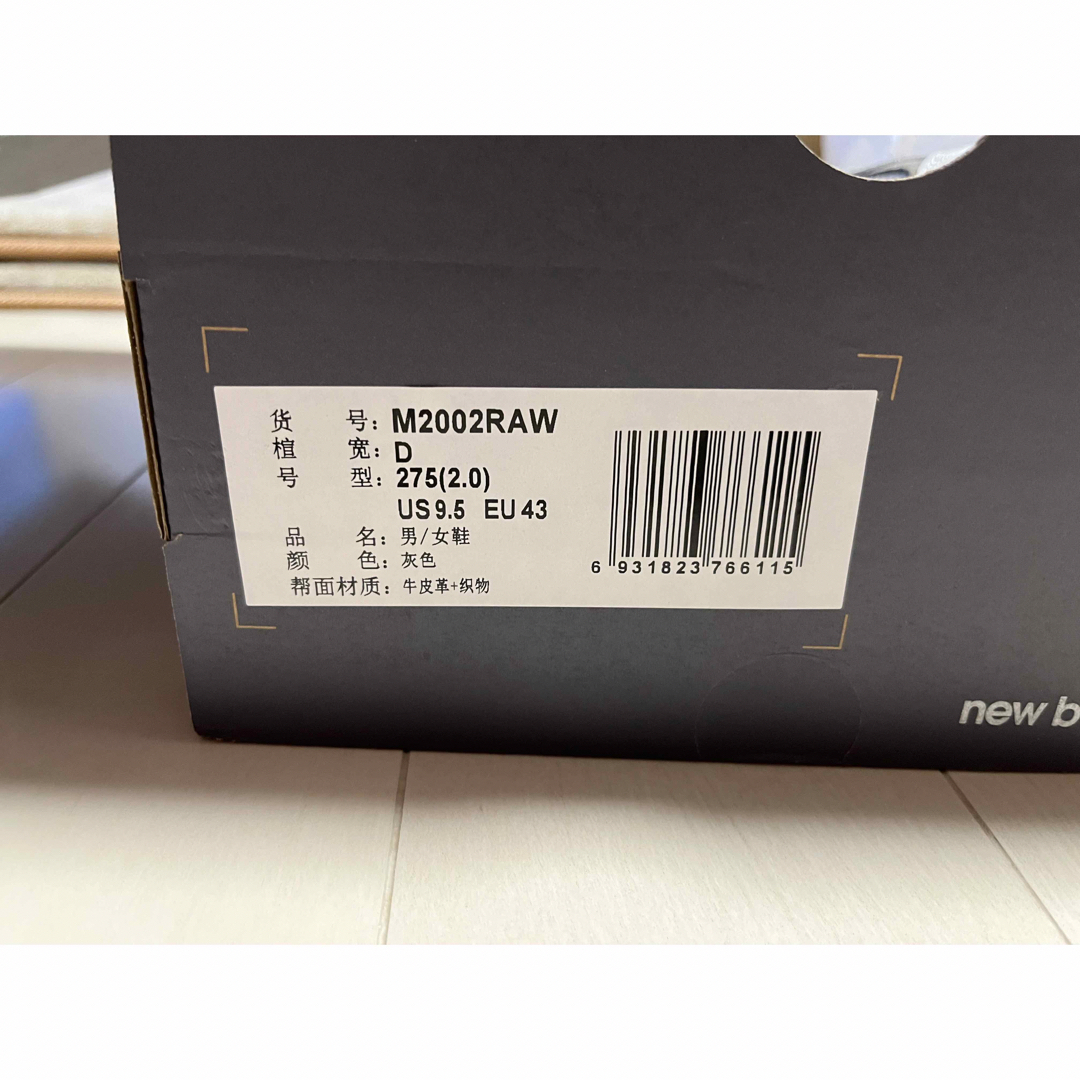 货 号: M2002RAW
楦 宽: D
号 型: 275(2.0)
US 9.5 EU 43
品 名: 男/女鞋
颜 色: 灰色
帮面材质: 牛皮革+织物
6 931823 766115
new b